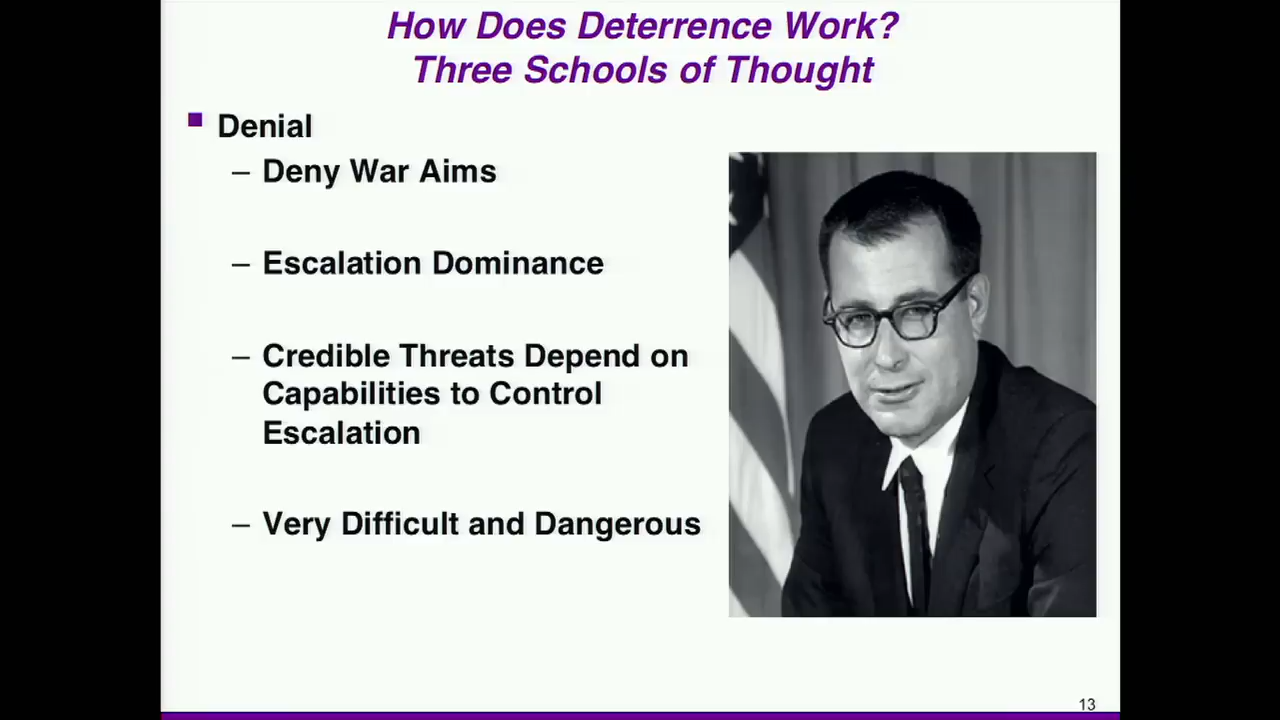 How Does Deterrence Work?
Three Schools of Thought
Denial
– Deny War Aims
– Escalation Dominance
– Credible Threats Depend on
Capabilities to Control
Escalation
– Very Difficult and Dangerous
13